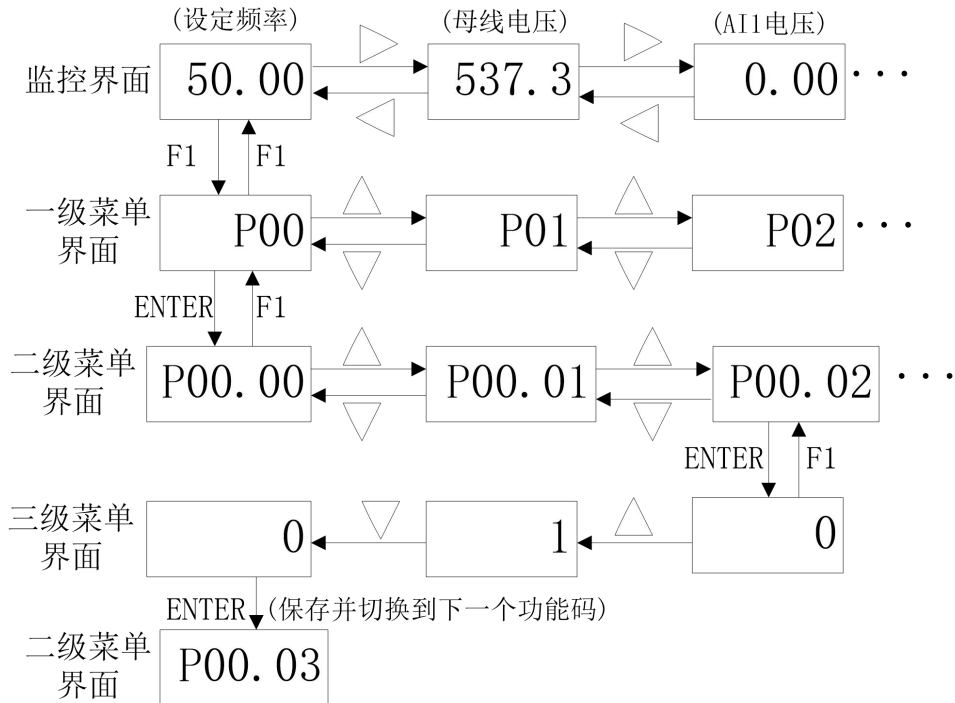 (设定频率) (母线电压) (AI1电压)
监控界面 50.00 537.3 0.00 ···
F1 F1
一级菜单
界面 P00 P01 P02 ···
ENTER F1
二级菜单
界面 P00.00 P00.01 P00.02 ···
ENTER F1
三级菜单
界面 0 1 0
ENTER (保存并切换到下一个功能码)
二级菜单
界面 P00.03